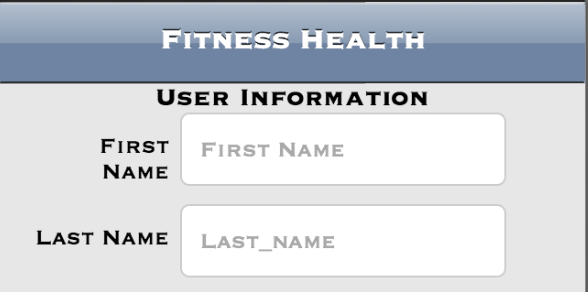 Fitness Health
User Information
First
Name
First Name
Last Name
Last_name